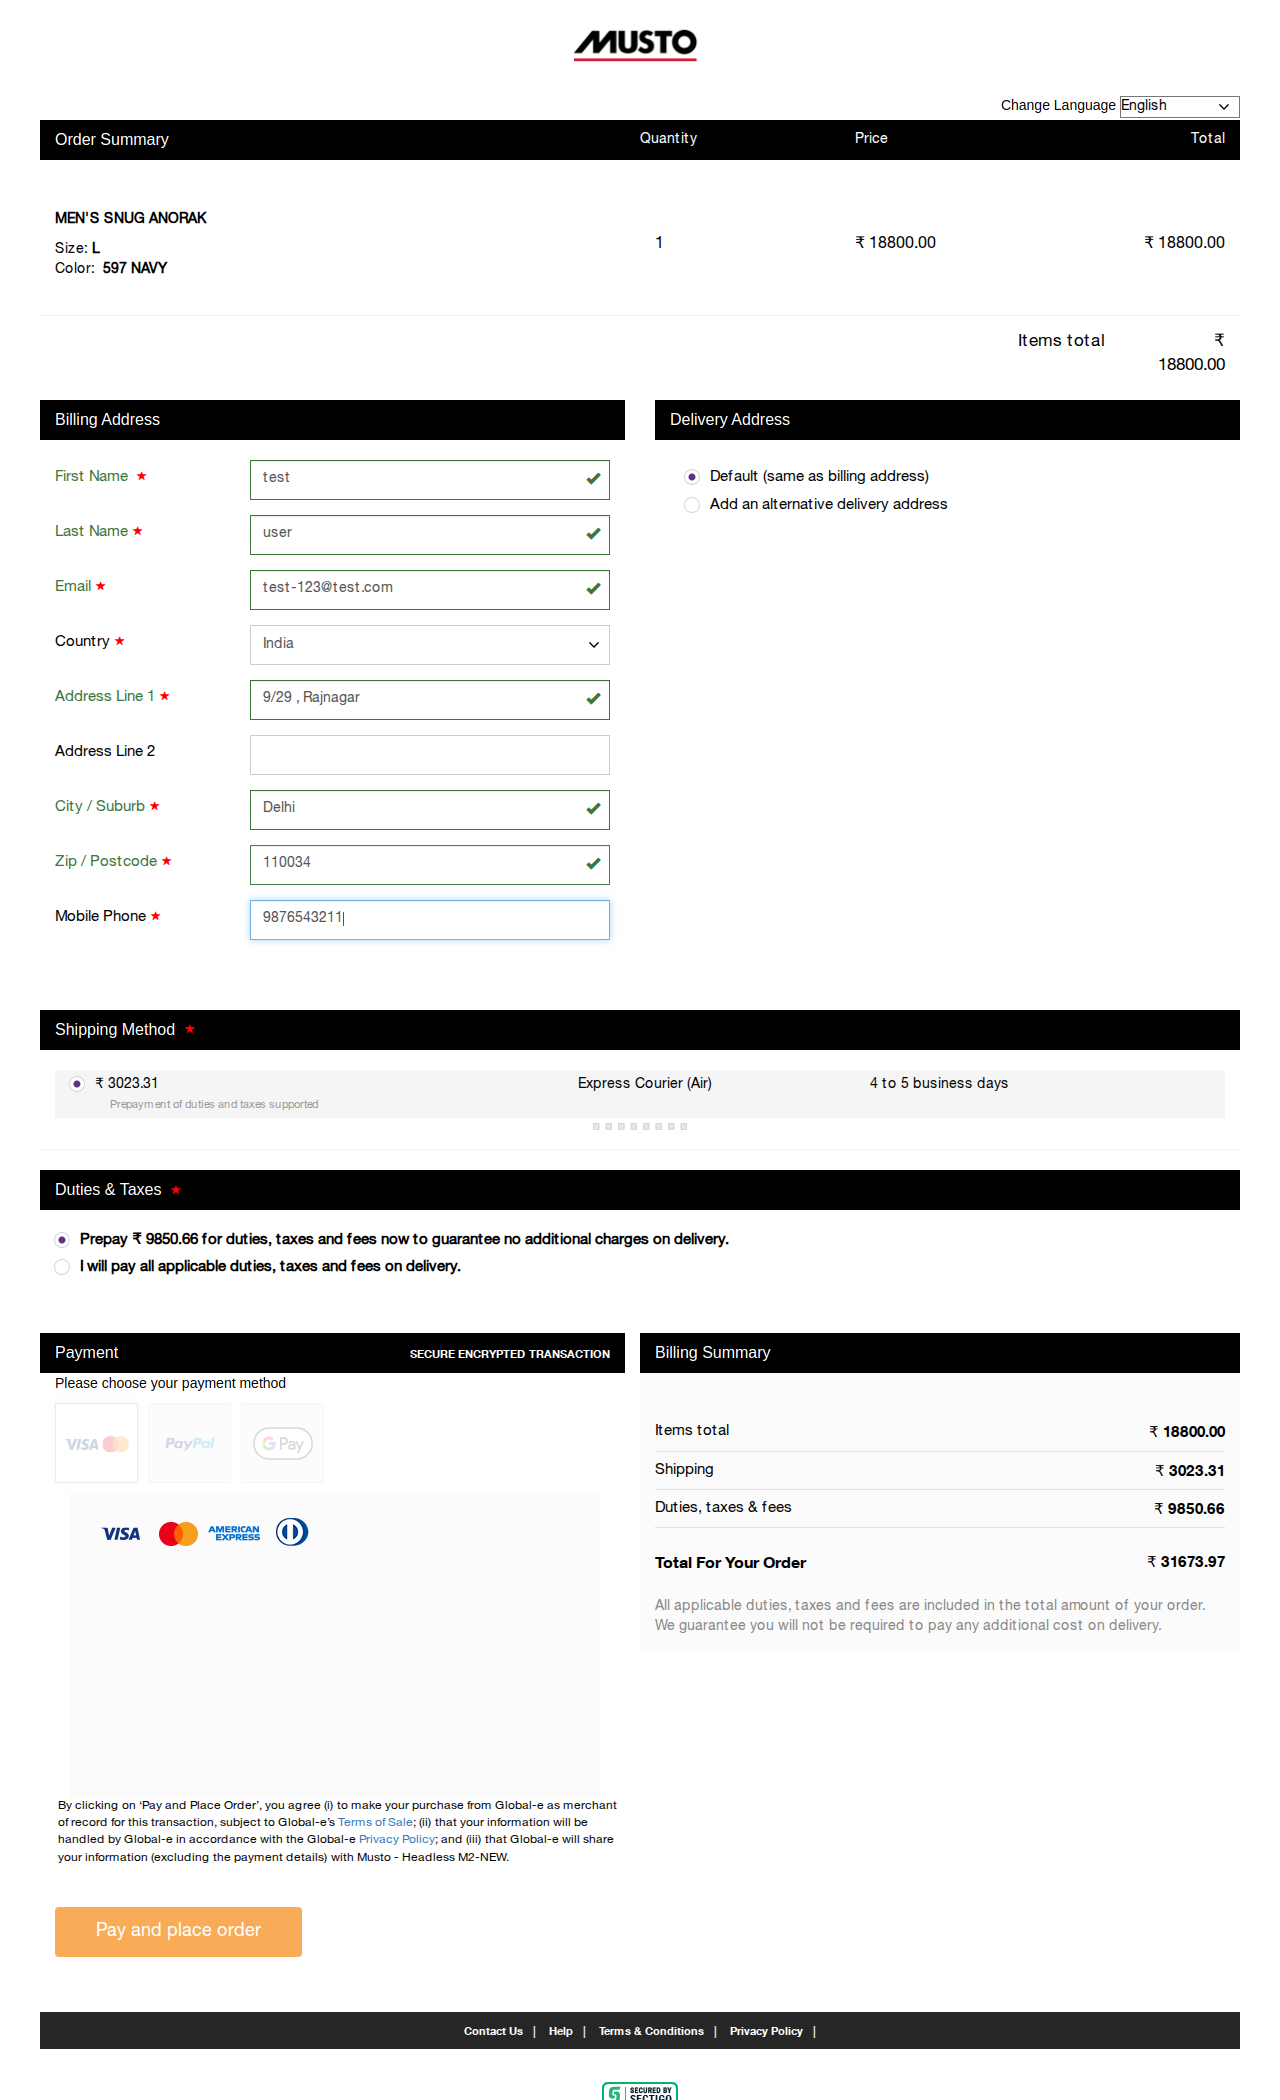 MUSTO
Change Language English
Order Summary Quantity Price Total
MEN'S SNUG ANORAK
Size: L
Color: 597 NAVY
1 ₹ 18800.00 ₹ 18800.00
Items total ₹
18800.00
Billing Address Delivery Address
First Name ★ test
Default (same as billing address)
Add an alternative delivery address
Last Name ★ user
Email ★ test-123@test.com
Country ★ India
Address Line 1 ★ 9/29 , Rajnagar
Address Line 2
City / Suburb ★ Delhi
Zip / Postcode ★ 110034
Mobile Phone ★ 9876543211
Shipping Method ★
₹ 3023.31 Express Courier (Air) 4 to 5 business days
Prepayment of duties and taxes supported
Duties & Taxes ★
Prepay ₹ 9850.66 for duties, taxes and fees now to guarantee no additional charges on delivery.
I will pay all applicable duties, taxes and fees on delivery.
Payment SECURE ENCRYPTED TRANSACTION
Please choose your payment method
VISA PayPal G Pay
VISA AMERICAN EXPRESS
Billing Summary
Items total ₹ 18800.00
Shipping ₹ 3023.31
Duties, taxes & fees ₹ 9850.66
Total For Your Order ₹ 31673.97
All applicable duties, taxes and fees are included in the total amount of your order.
We guarantee you will not be required to pay any additional cost on delivery.
By clicking on ‘Pay and Place Order’, you agree (i) to make your purchase from Global-e as merchant
of record for this transaction, subject to Global-e’s Terms of Sale; (ii) that your information will be
handled by Global-e in accordance with the Global-e Privacy Policy; and (iii) that Global-e will share
your information (excluding the payment details) with Musto - Headless M2-NEW.
Pay and place order
Contact Us | Help | Terms & Conditions | Privacy Policy |
SECURED BY
SECTIGO